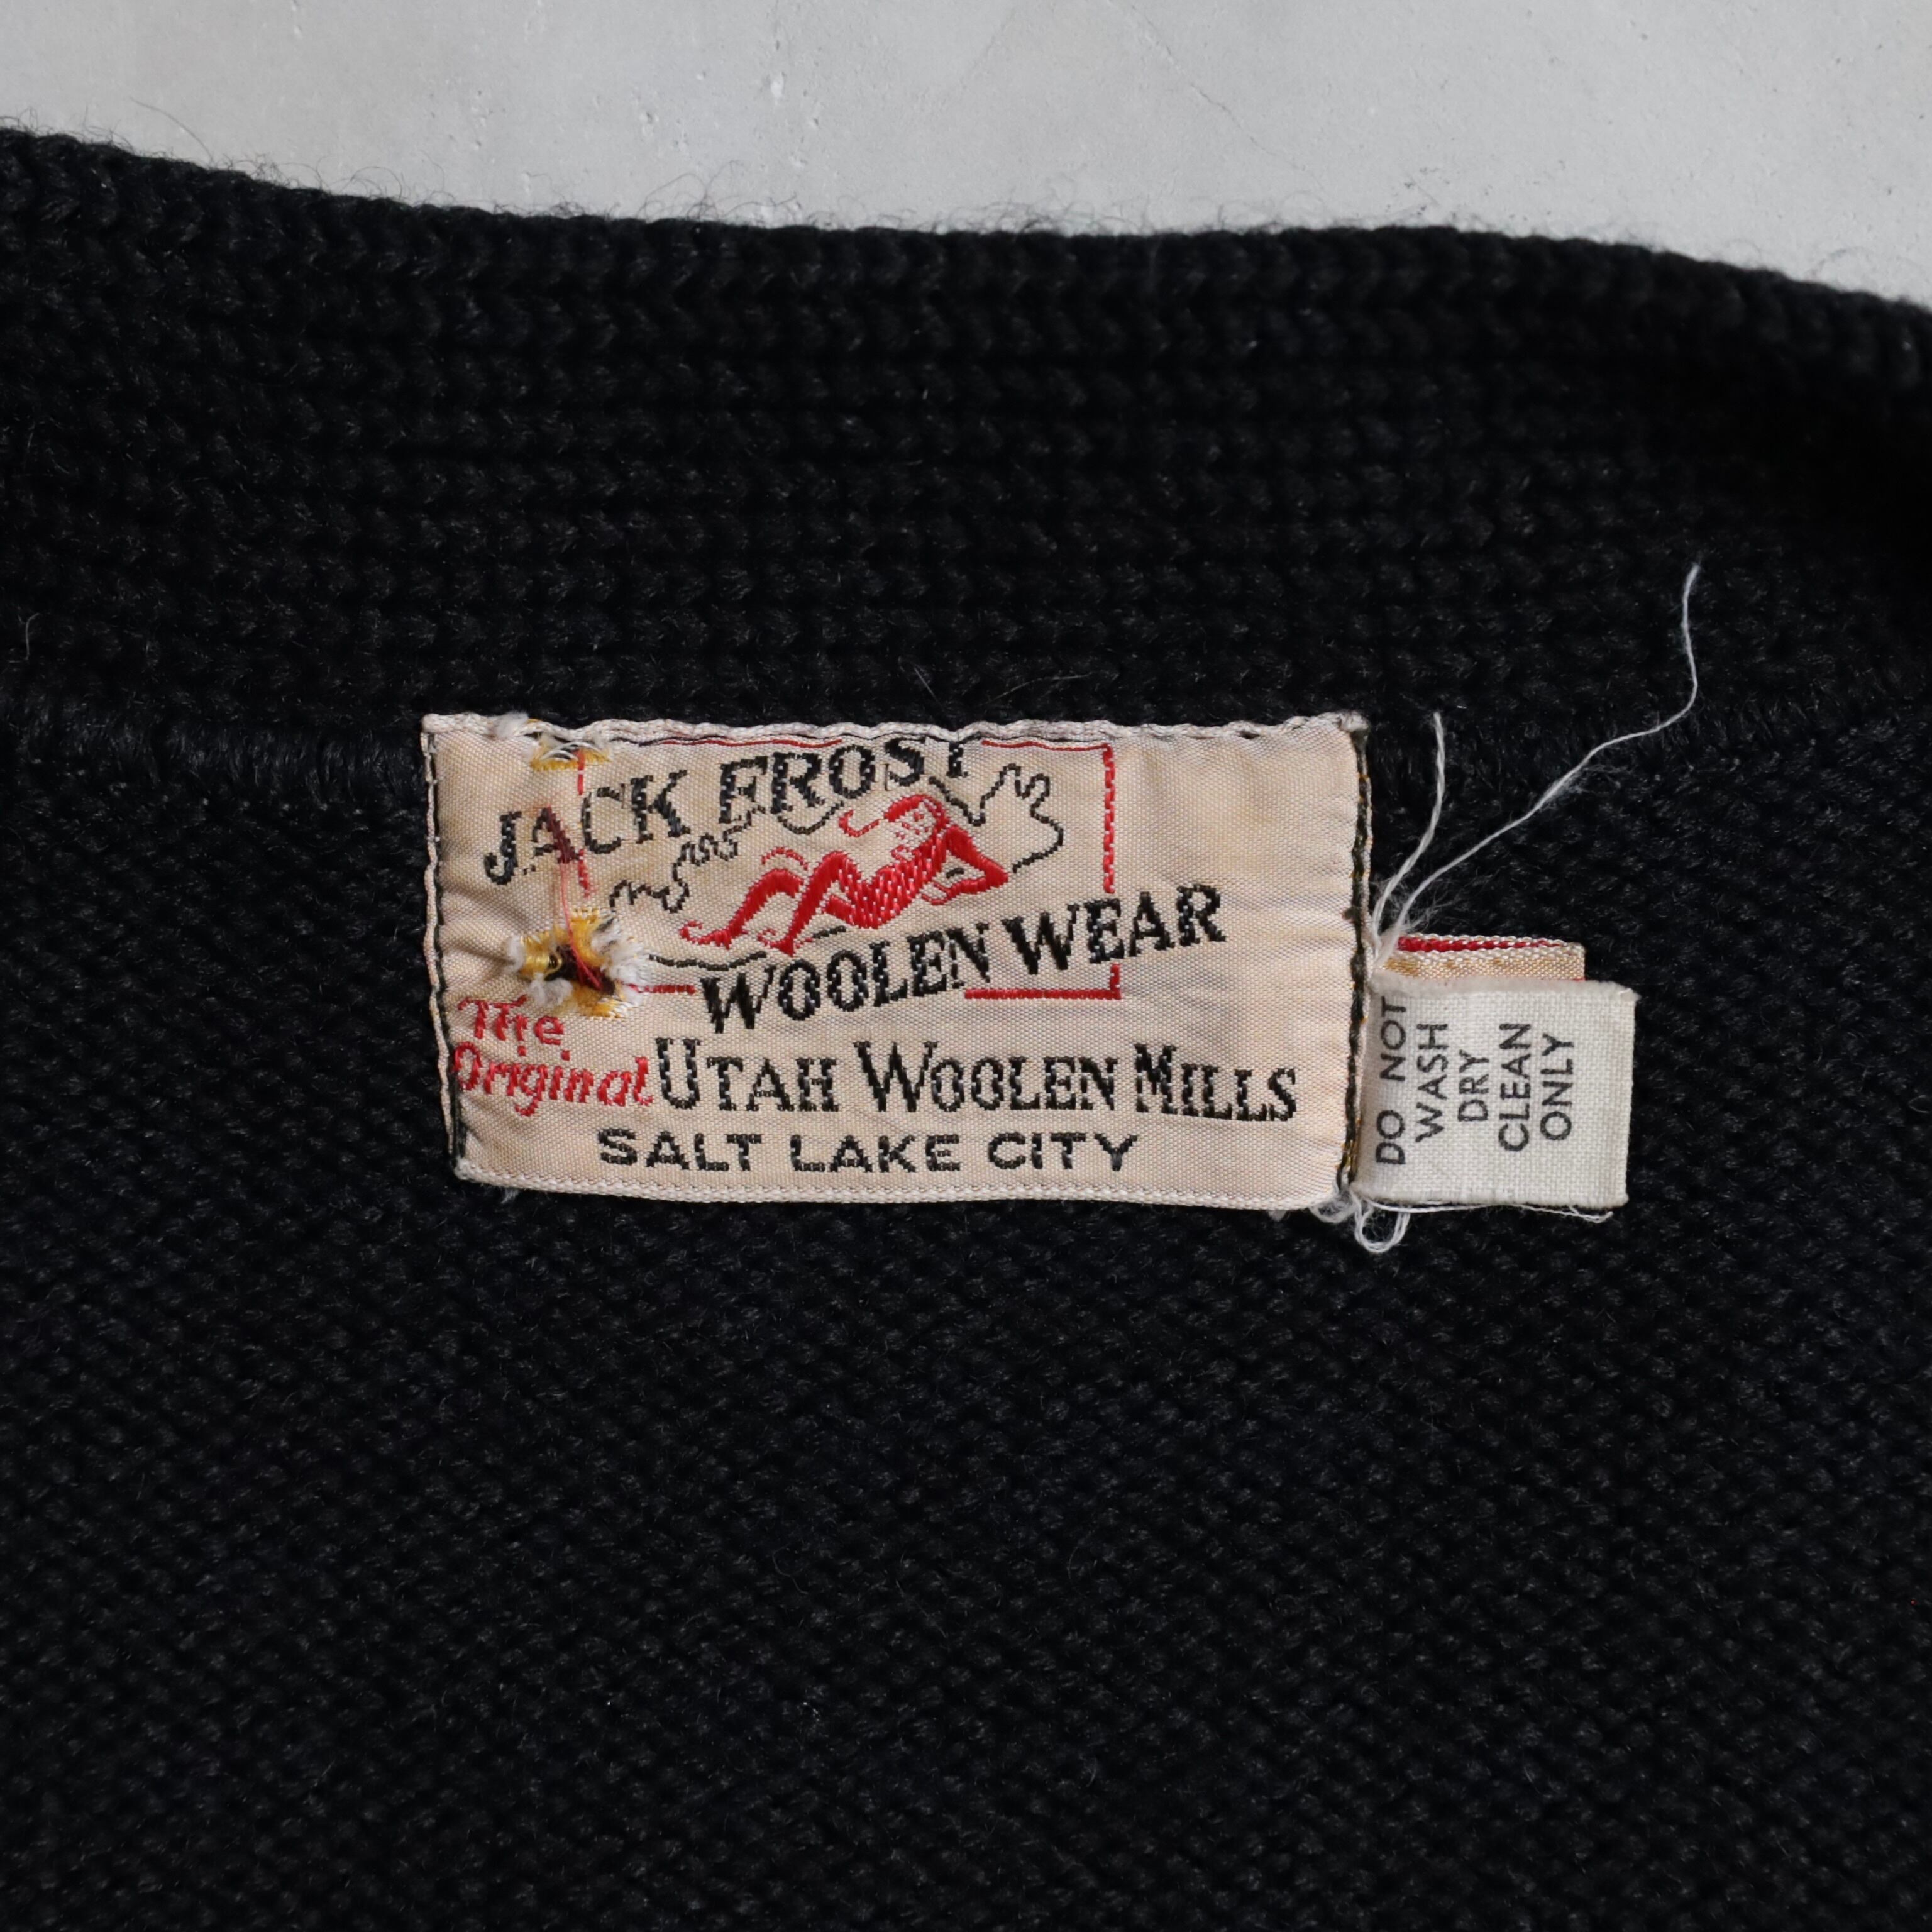 JACK FROST
WOOLEN WEAR
The
Original UTAH WOOLEN MILLS
SALT LAKE CITY
DO NOT
WASH
DRY
CLEAN
ONLY